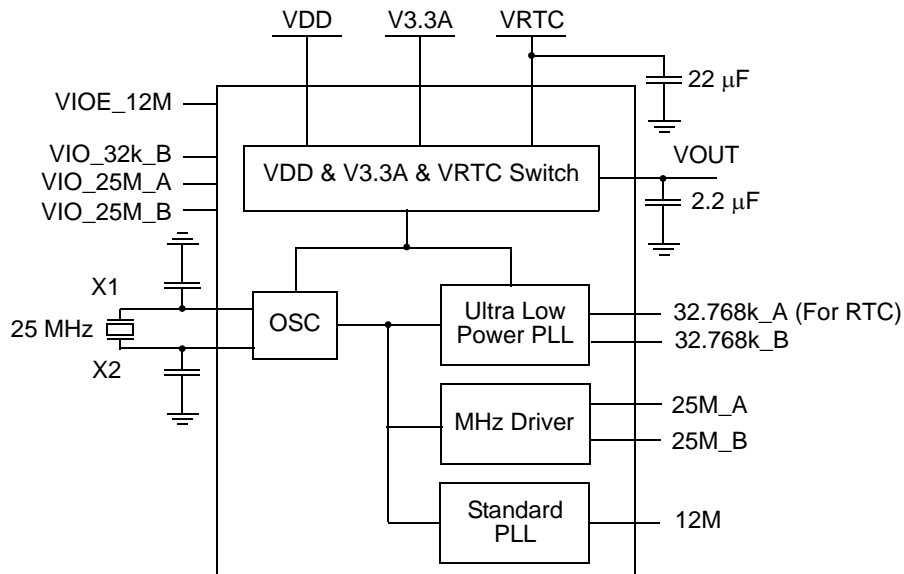 VDD
V3.3A
VRTC
22 μF
VIOE_12M
VIO_32k_B
VIO_25M_A
VIO_25M_B
VDD & V3.3A & VRTC Switch
VOUT
2.2 μF
X1
25 MHz
X2
OSC
Ultra Low
Power PLL
32.768k_A (For RTC)
32.768k_B
MHz Driver
25M_A
25M_B
Standard
PLL
12M